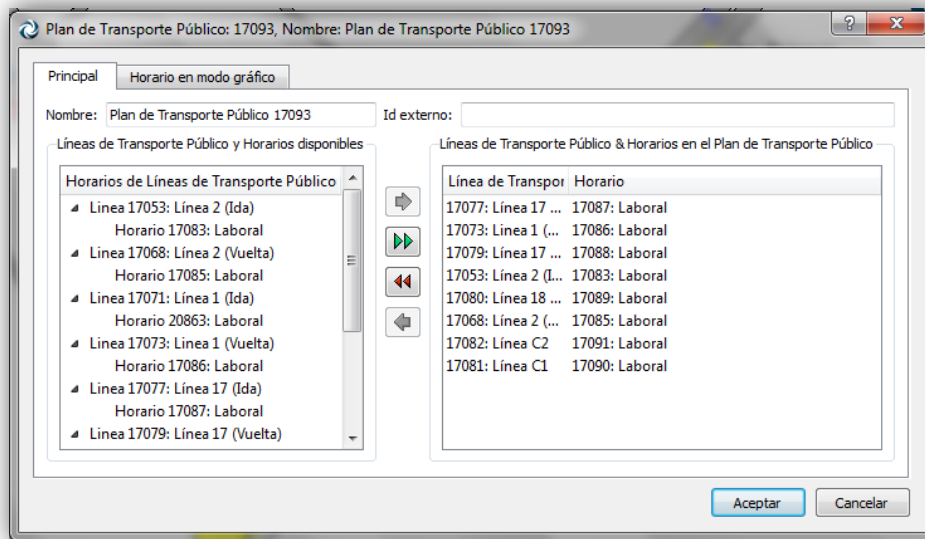 Plan de Transporte Público: 17093, Nombre: Plan de Transporte Público 17093
Principal
Horario en modo gráfico
Nombre: Plan de Transporte Público 17093
Id externo:
Líneas de Transporte Público y Horarios disponibles
Horarios de Líneas de Transporte Público
Linea 17053: Línea 2 (Ida)
Horario 17083: Laboral
Linea 17068: Línea 2 (Vuelta)
Horario 17085: Laboral
Linea 17071: Línea 1 (Ida)
Horario 20863: Laboral
Linea 17073: Linea 1 (Vuelta)
Horario 17086: Laboral
Linea 17077: Línea 17 (Ida)
Horario 17087: Laboral
Linea 17079: Línea 17 (Vuelta)
Líneas de Transporte Público & Horarios en el Plan de Transporte Público
Línea de Transpor Horario
17077: Línea 17 ... 17087: Laboral
17073: Linea 1 (... 17086: Laboral
17079: Línea 17 ... 17088: Laboral
17053: Línea 2 (I... 17083: Laboral
17080: Línea 18 ... 17089: Laboral
17068: Línea 2 (... 17085: Laboral
17082: Línea C2 17091: Laboral
17081: Línea C1 17090: Laboral
Aceptar
Cancelar